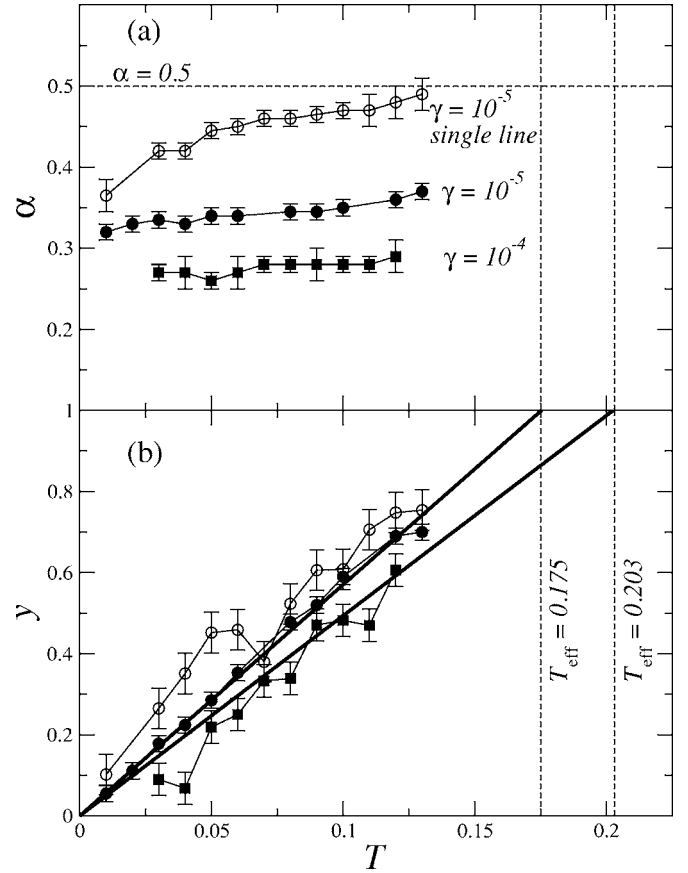 (a)
α = 0.5
0.5
γ = 10⁻⁵
single line
0.4
α
γ = 10⁻⁵
0.3
γ = 10⁻⁴
0.2
1
(b)
0.8
0.6
y
T_eff = 0.175
T_eff = 0.203
0.4
0.2
0
0 0.05 0.1 0.15 0.2
T